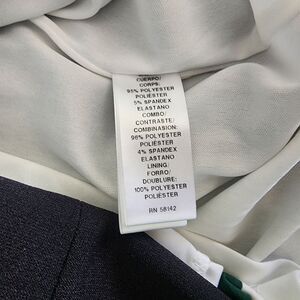 CUERPO/
CORPS:
95% POLYESTER
POLIÉSTER
5% SPANDEX
ELASTANO
COMBO/
CONTRASTE/
COMBINAISON:
96% POLYESTER
POLIÉSTER
4% SPANDEX
ELASTANO
LINING/
FORRO/
DOUBLURE:
100% POLYESTER
POLIÉSTER
RN 58142